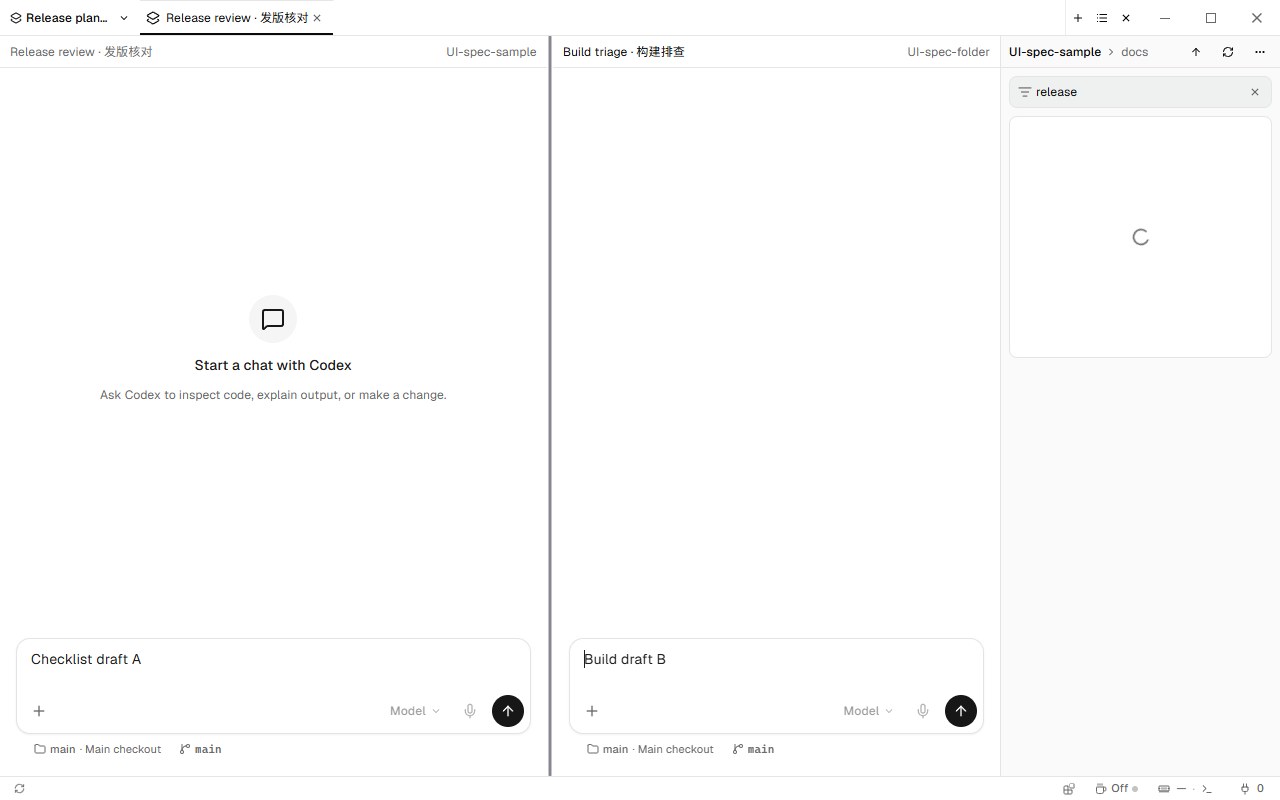 Release plan...
Release review · 发版核对
Release review · 发版核对
UI-spec-sample
Build triage · 构建排查
UI-spec-folder
UI-spec-sample > docs
release
Start a chat with Codex
Ask Codex to inspect code, explain output, or make a change.
Checklist draft A
Model
main · Main checkout
main
Build draft B
Model
main · Main checkout
main
Off
0